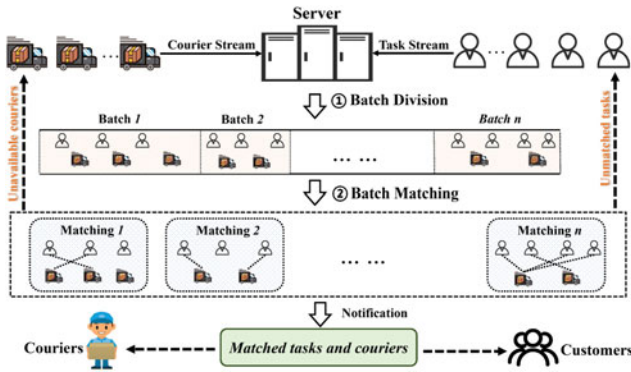 Server
Courier Stream
Task Stream
① Batch Division
Batch 1
Batch 2
Batch n
... ...
Unavailable couriers
Unmatched tasks
② Batch Matching
Matching 1
Matching 2
Matching n
... ...
Notification
Couriers
Matched tasks and couriers
Customers